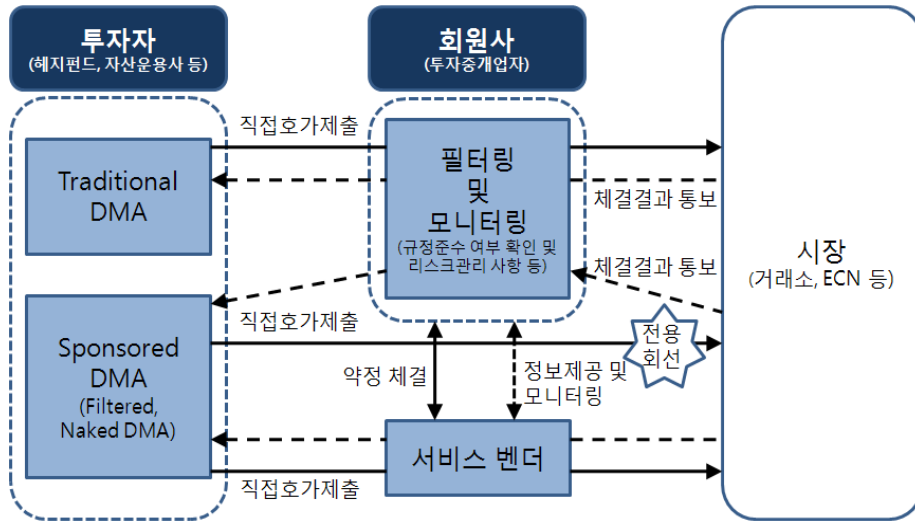 투자자
(헤지펀드, 자산운용사 등)
회원사
(투자중개업자)
직접호가제출
Traditional
DMA
필터링
및
모니터링
(규정준수 여부 확인 및
리스크관리 사항 등)
체결결과 통보
체결결과 통보
시장
(거래소, ECN 등)
직접호가제출
전용
회선
Sponsored
DMA
(Filtered,
Naked DMA)
약정 체결
정보제공 및
모니터링
서비스 벤더
직접호가제출